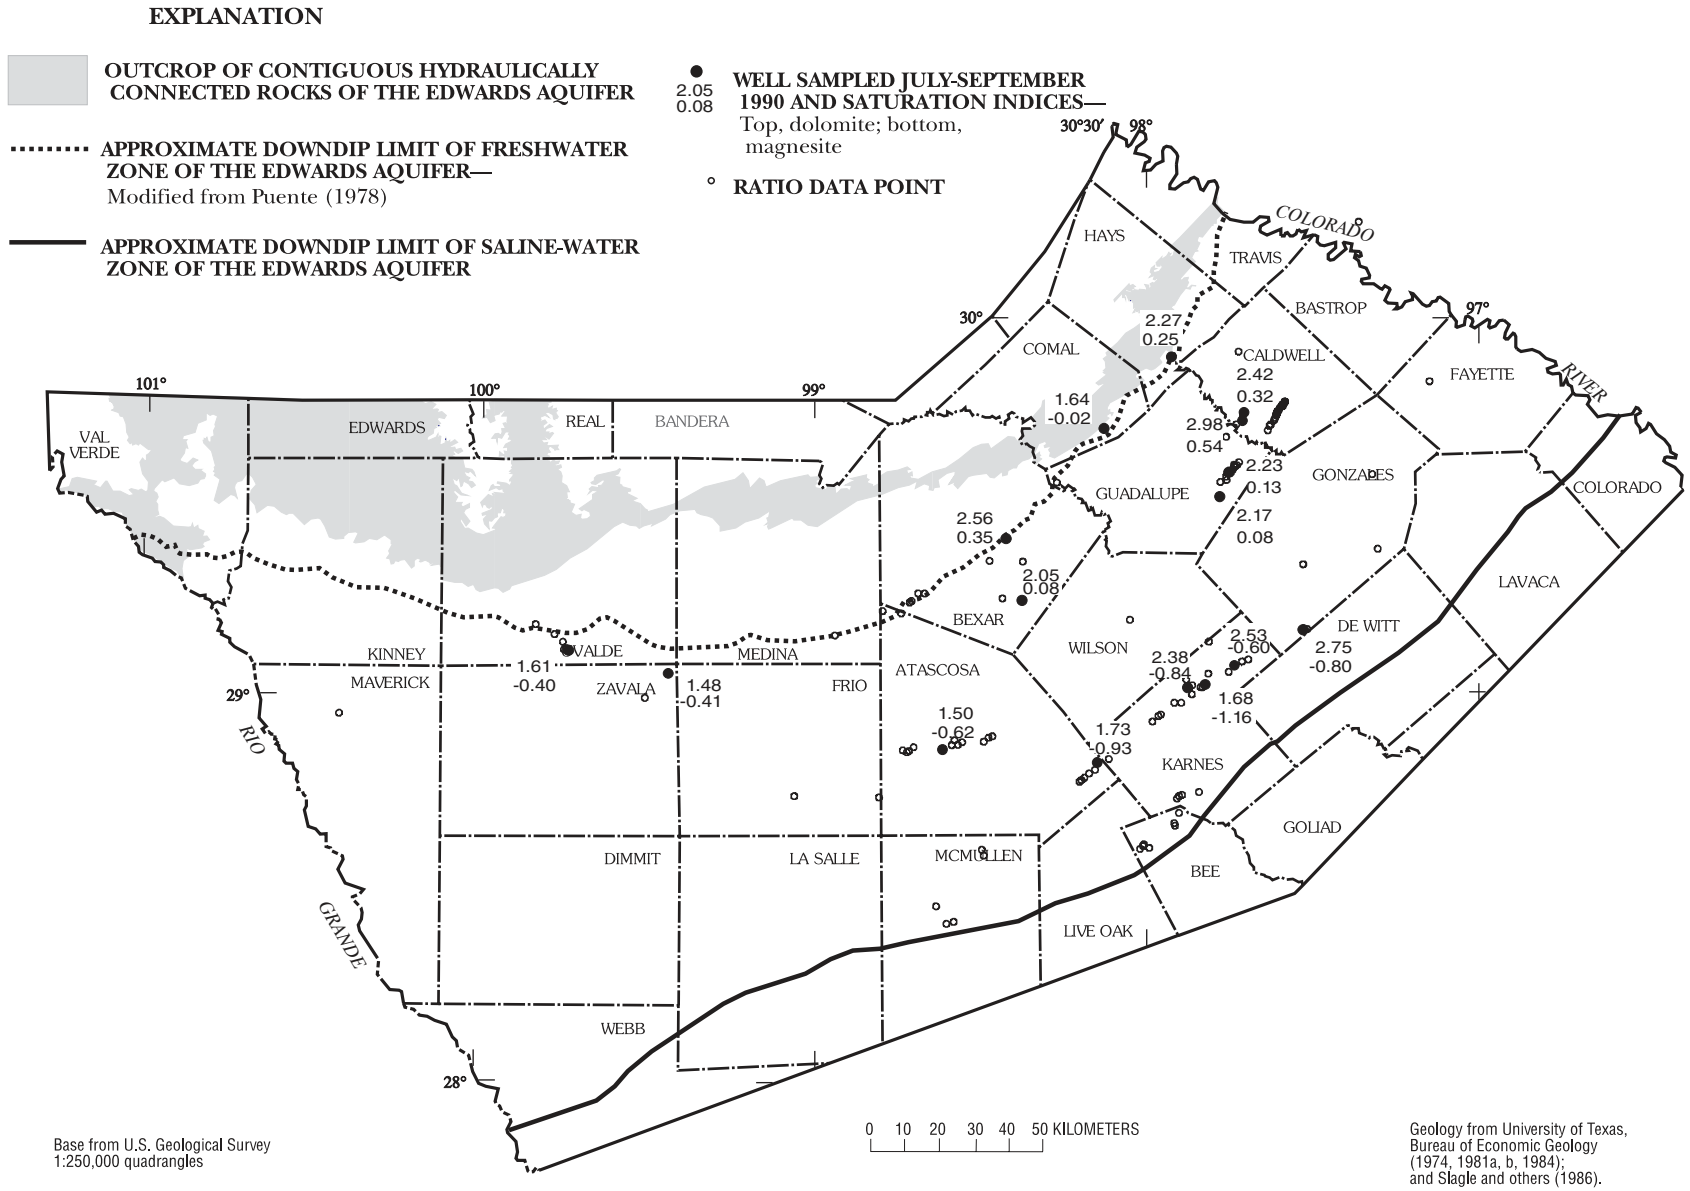 EXPLANATION
OUTCROP OF CONTIGUOUS HYDRAULICALLY
CONNECTED ROCKS OF THE EDWARDS AQUIFER
APPROXIMATE DOWNDIP LIMIT OF FRESHWATER
ZONE OF THE EDWARDS AQUIFER—
Modified from Puente (1978)
APPROXIMATE DOWNDIP LIMIT OF SALINE-WATER
ZONE OF THE EDWARDS AQUIFER
2.05
0.08
WELL SAMPLED JULY-SEPTEMBER
1990 AND SATURATION INDICES—
Top, dolomite; bottom,
magnesite
RATIO DATA POINT
30°30′ 98°
COLORADO
HAYS
TRAVIS
BASTROP
97°
30°
2.27
0.25
COMAL
CALDWELL
FAYETTE
RIVER
2.42
0.32
101°
100°
99°
1.64
-0.02
EDWARDS
REAL
BANDERA
VAL
VERDE
2.98
0.54
2.23
0.13
GONZALES
COLORADO
GUADALUPE
2.17
0.08
2.56
0.35
2.05
0.08
LAVACA
BEXAR
DE WITT
WILSON
2.53
-0.60
2.75
-0.80
KINNEY
VALDE
MEDINA
2.38
-0.84
1.61
-0.40
ATASCOSA
MAVERICK
ZAVALA
1.48
-0.41
FRIO
29°
1.68
-1.16
1.50
-0.62
1.73
-0.93
RIO
KARNES
GOLIAD
DIMMIT
LA SALLE
MCMULLEN
BEE
GRANDE
LIVE OAK
WEBB
28°
0 10 20 30 40 50 KILOMETERS
Base from U.S. Geological Survey
1:250,000 quadrangles
Geology from University of Texas,
Bureau of Economic Geology
(1974, 1981a, b, 1984);
and Slagle and others (1986).